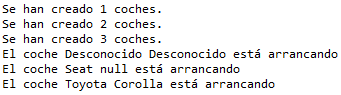 Se han creado 1 coches.
Se han creado 2 coches.
Se han creado 3 coches.
El coche Desconocido Desconocido está arrancando
El coche Seat null está arrancando
El coche Toyota Corolla está arrancando